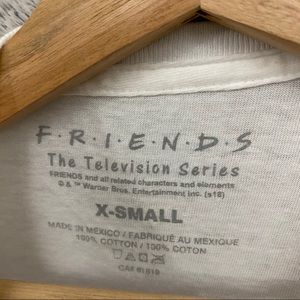 F·R·I·E·N·D·S
The Television Series
FRIENDS and all related characters and elements
© & ™ Warner Bros. Entertainment Inc. (s18)
X-SMALL
MADE IN MEXICO / FABRIQUÉ AU MEXIQUE
100% COTTON / 100% COTON